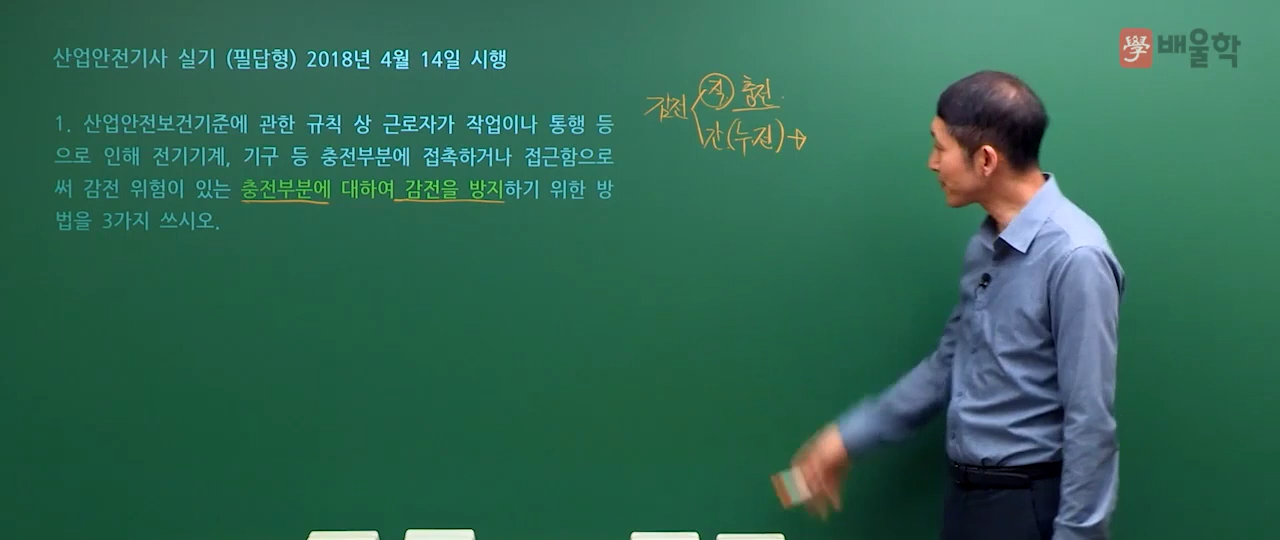 산업안전기사 실기 (필답형) 2018년 4월 14일 시행
學 배울학
1. 산업안전보건기준에 관한 규칙 상 근로자가 작업이나 통행 등
으로 인해 전기기계, 기구 등 충전부분에 접촉하거나 접근함으로
써 감전 위험이 있는 충전부분에 대하여 감전을 방지하기 위한 방
법을 3가지 쓰시오.
감전
직 충전
간 (누전) →